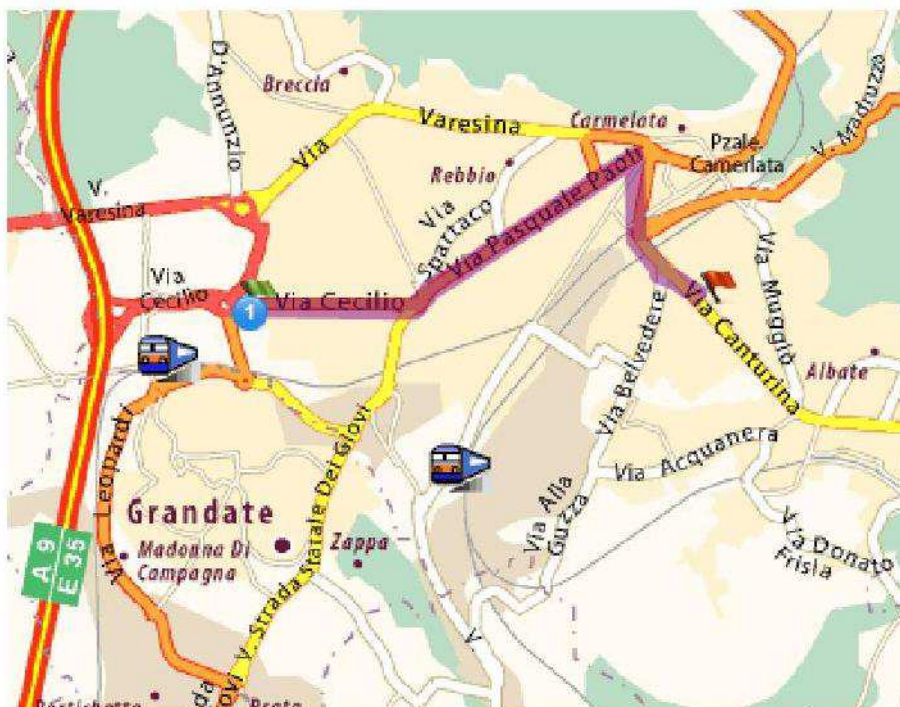 D'Annunzio
Breccia
Via
Varesina
Carmelata
Pzale.
Camerlata
V. Madruzzo
Rebbio
V.
Varesina
Via
Spartaco
Via Pasquale Paoli
Via
Cecilio
1
Via Cecilio
Via Canturina
Via Muggiò
Albate
Via Belvedere
Via Acquanera
Via Leopardi
Grandate
Madonna Di
Campagna
Zappa
V. Strada Statale Dei Giovi
Via Alla
Guzza
Via Donato
Frisia
A 9
E 35
V.